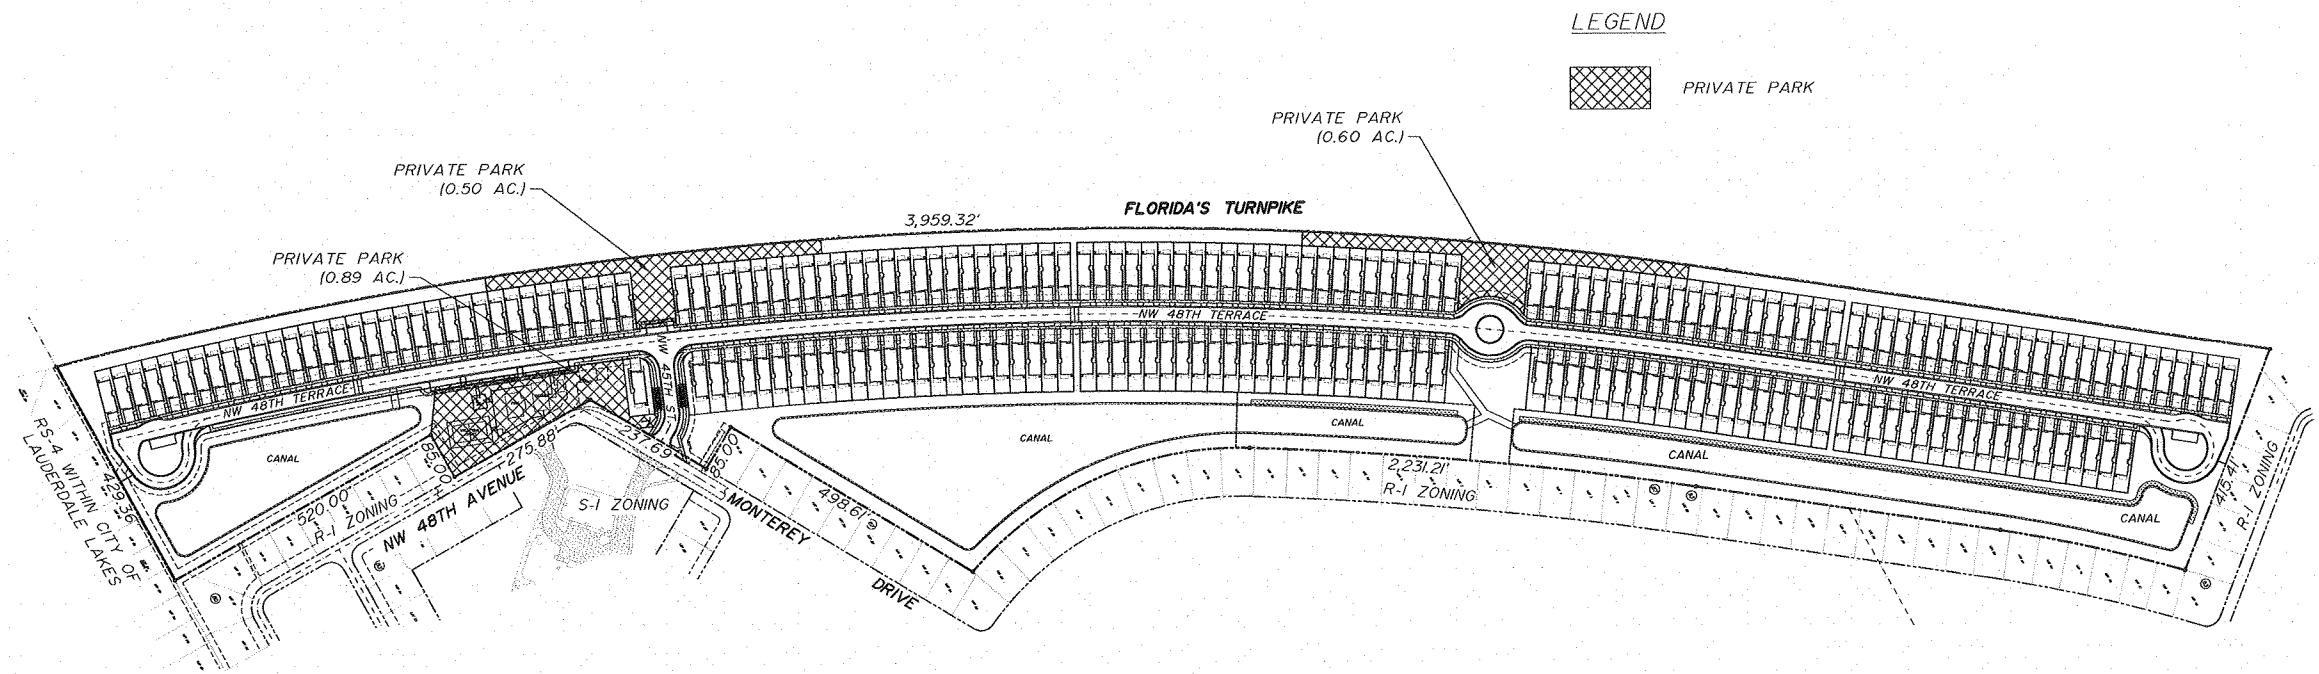 LEGEND
PRIVATE PARK
PRIVATE PARK
(0.60 AC.)
PRIVATE PARK
(0.50 AC.)
FLORIDA'S TURNPIKE
3,959.32'
PRIVATE PARK
(0.89 AC.)
NW 48TH TERRACE
NW 45TH ST
NW 48TH TERRACE
NW 48TH TERRACE
CANAL
CANAL
CANAL
CANAL
CANAL
RS-4 WITHIN CITY OF
LAUDERDALE LAKES
429.36'
520.00'
R-1 ZONING
85.00'
275.88'
NW 48TH AVENUE
S-1 ZONING
85.00'
MONTEREY
DRIVE
498.61'
2,231.21'
R-1 ZONING
415.41'
R-1 ZONING